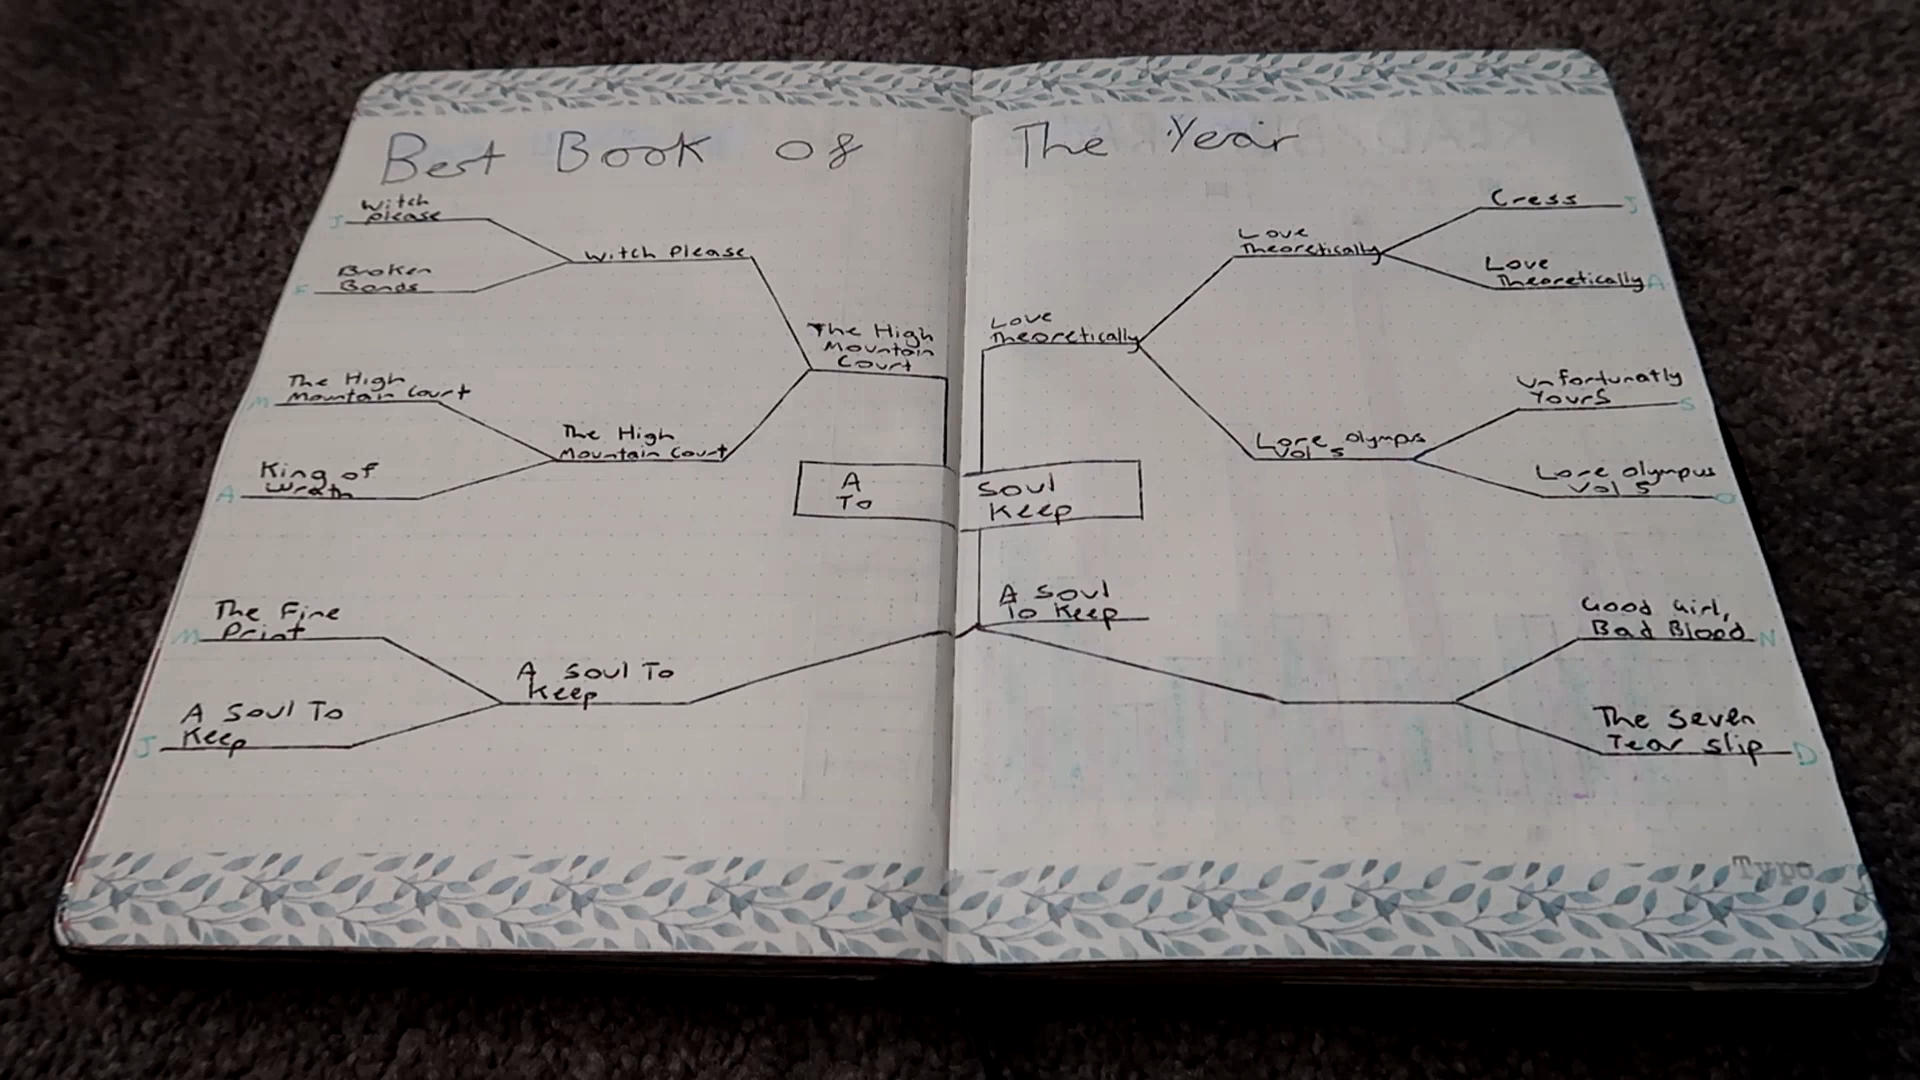 Best Book of The Year
Witch
Please
J
Broken
Bonds
F
Witch Please
The High
Mountain Court
M
King of
Wrath
A
The High
Mountain Court
The High
Mountain
Court
The Fine
Print
M
A Soul To
Keep
J
A Soul To
Keep
A Soul
To Keep
A Soul
To Keep
Love
Theoretically
Love
Theoretically
Cress
J
Love
Theoretically
A
Lore Olympus
Vol 5
Unfortunatly
Yours
S
Lore Olympus
Vol 5
O
Good Girl,
Bad Blood
N
The Seven
Year Slip
D
Typo